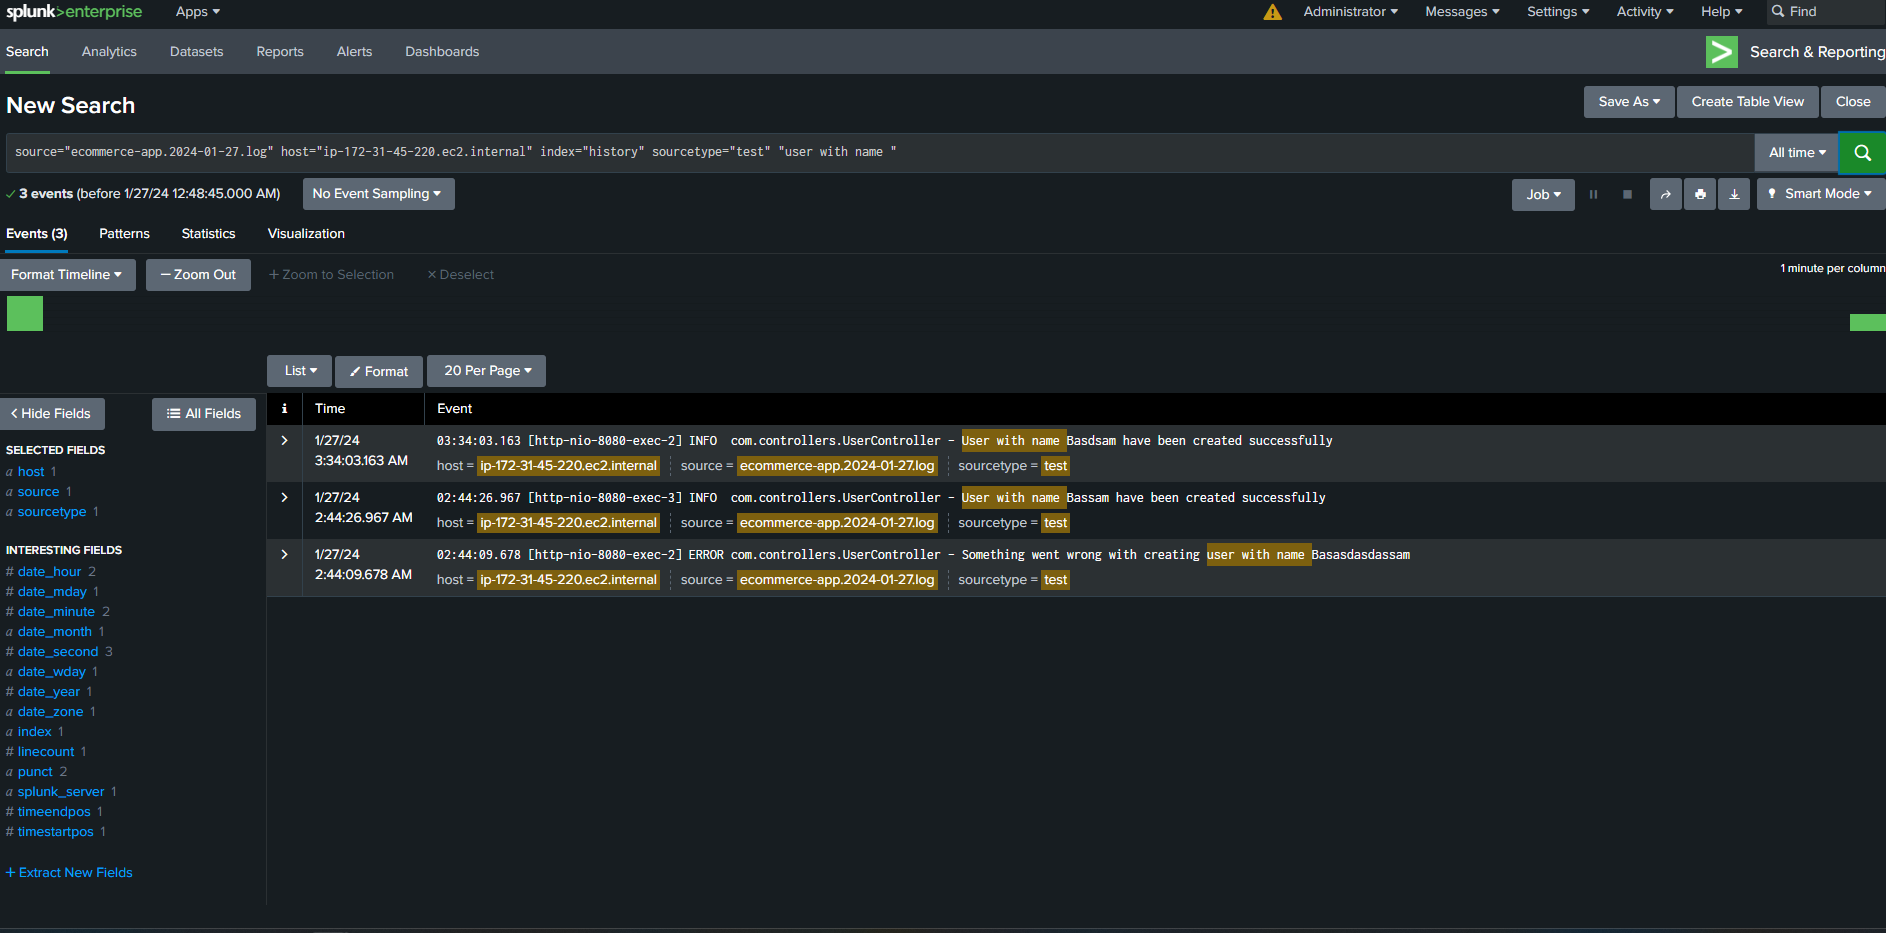 splunk>enterprise Apps Administrator Messages Settings Activity Help Find
Search Analytics Datasets Reports Alerts Dashboards Search & Reporting
New Search Save As Create Table View Close
source="ecommerce-app.2024-01-27.log" host="ip-172-31-45-220.ec2.internal" index="history" sourcetype="test" "user with name " All time
3 events (before 1/27/24 12:48:45.000 AM) No Event Sampling Job Smart Mode
Events (3) Patterns Statistics Visualization
Format Timeline — Zoom Out + Zoom to Selection × Deselect 1 minute per column
List Format 20 Per Page
< Hide Fields All Fields
i Time Event
SELECTED FIELDS
a host 1
a source 1
a sourcetype 1
INTERESTING FIELDS
# date_hour 2
# date_mday 1
# date_minute 2
a date_month 1
# date_second 3
a date_wday 1
# date_year 1
a date_zone 1
a index 1
# linecount 1
a punct 2
a splunk_server 1
# timeendpos 1
# timestartpos 1
+ Extract New Fields
1/27/24 03:34:03.163 [http-nio-8080-exec-2] INFO com.controllers.UserController - User with name Basdsam have been created successfully
3:34:03.163 AM host = ip-172-31-45-220.ec2.internal source = ecommerce-app.2024-01-27.log sourcetype = test
1/27/24 02:44:26.967 [http-nio-8080-exec-3] INFO com.controllers.UserController - User with name Bassam have been created successfully
2:44:26.967 AM host = ip-172-31-45-220.ec2.internal source = ecommerce-app.2024-01-27.log sourcetype = test
1/27/24 02:44:09.678 [http-nio-8080-exec-2] ERROR com.controllers.UserController - Something went wrong with creating user with name Basasdasdassam
2:44:09.678 AM host = ip-172-31-45-220.ec2.internal source = ecommerce-app.2024-01-27.log sourcetype = test